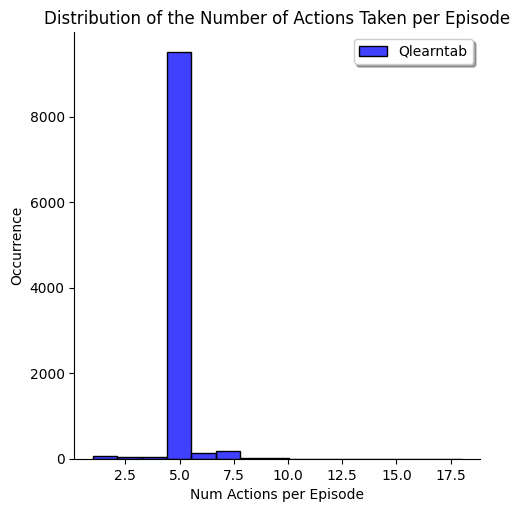 Distribution of the Number of Actions Taken per Episode
Qlearntab
8000
6000
4000
2000
0
Occurrence
2.5 5.0 7.5 10.0 12.5 15.0 17.5
Num Actions per Episode